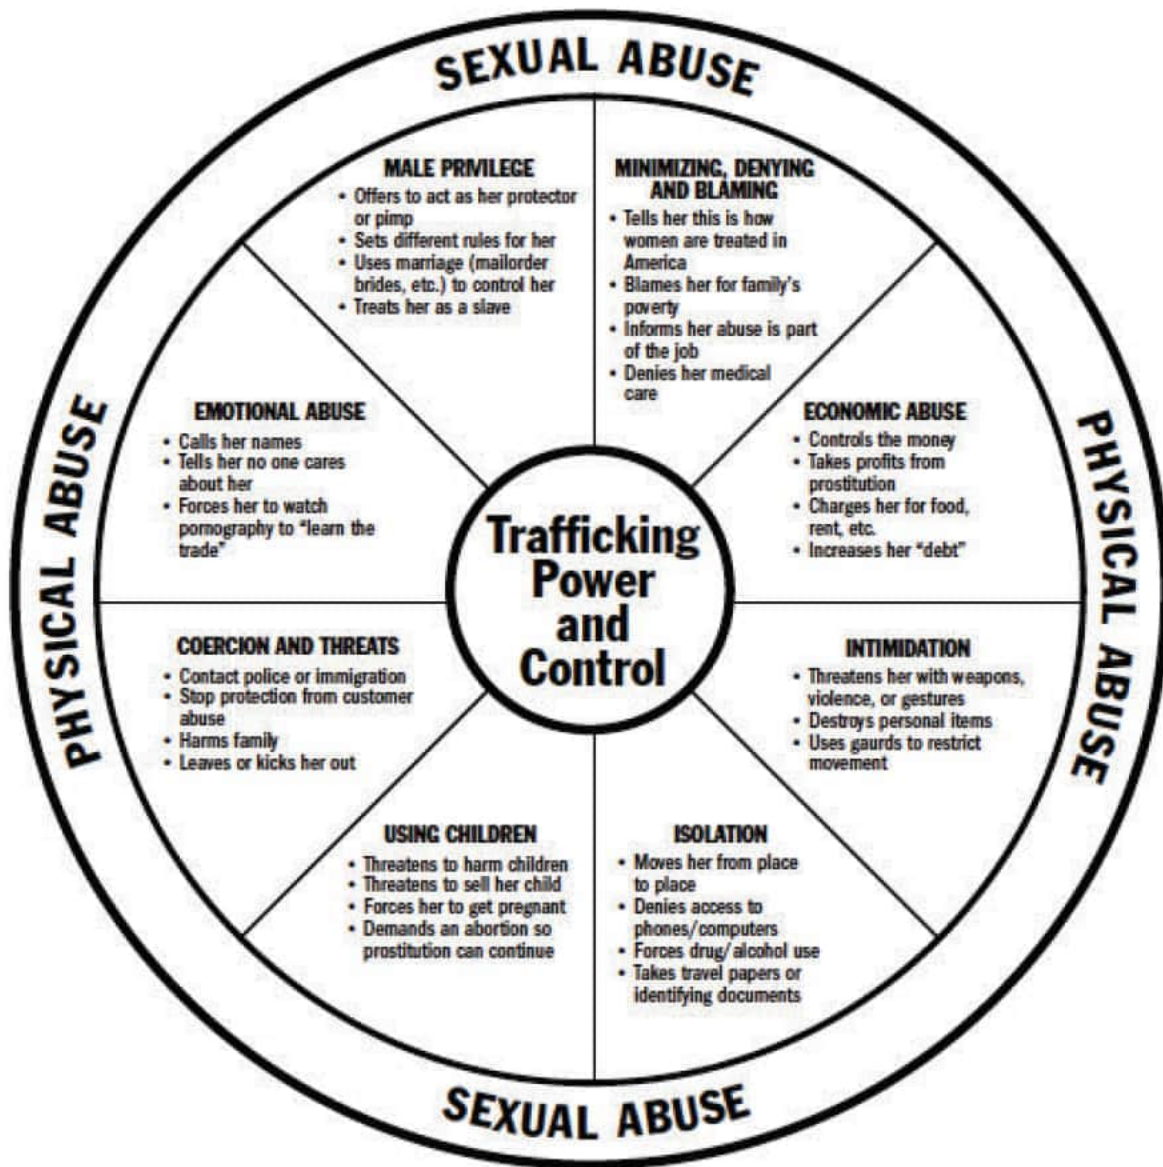 SEXUAL ABUSE
MALE PRIVILEGE
• Offers to act as her protector
or pimp
• Sets different rules for her
• Uses marriage (mailorder
brides, etc.) to control her
• Treats her as a slave
MINIMIZING, DENYING
AND BLAMING
• Tells her this is how
women are treated in
America
• Blames her for family's
poverty
• Informs her abuse is part
of the job
• Denies her medical
care
EMOTIONAL ABUSE
• Calls her names
• Tells her no one cares
about her
• Forces her to watch
pornography to "learn the
trade"
ECONOMIC ABUSE
• Controls the money
• Takes profits from
prostitution
• Charges her for food,
rent, etc.
• Increases her "debt"
PHYSICAL ABUSE
Trafficking
Power
and
Control
PHYSICAL ABUSE
COERCION AND THREATS
• Contact police or immigration
• Stop protection from customer
abuse
• Harms family
• Leaves or kicks her out
INTIMIDATION
• Threatens her with weapons,
violence, or gestures
• Destroys personal items
• Uses gaurds to restrict
movement
USING CHILDREN
• Threatens to harm children
• Threatens to sell her child
• Forces her to get pregnant
• Demands an abortion so
prostitution can continue
ISOLATION
• Moves her from place
to place
• Denies access to
phones/computers
• Forces drug/alcohol use
• Takes travel papers or
identifying documents
SEXUAL ABUSE